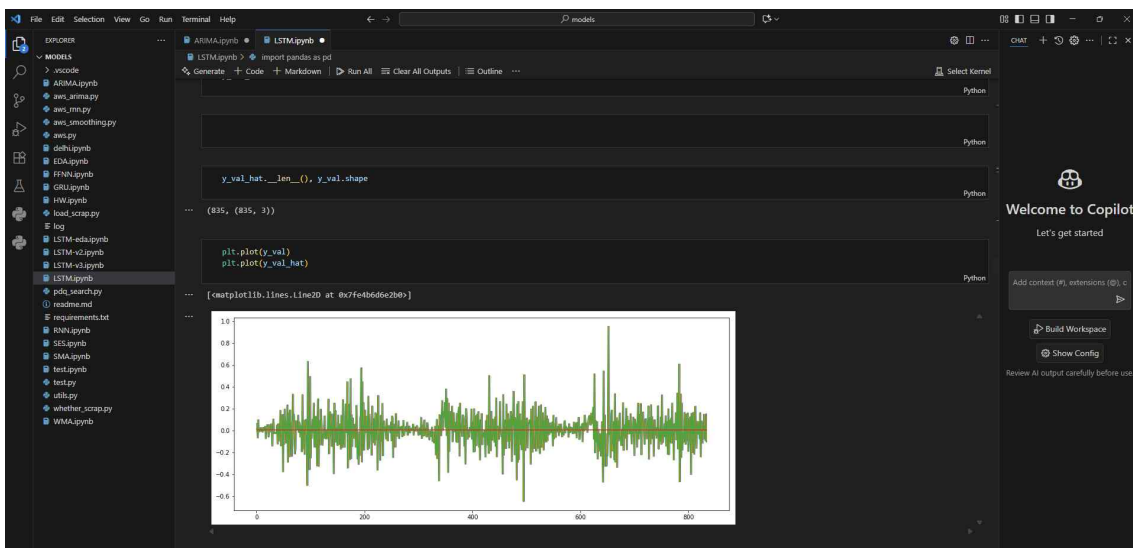 File Edit Selection View Go Run Terminal Help
models
EXPLORER
MODELS
.vscode
ARIMA.ipynb
aws_arima.py
aws_rnn.py
aws_smoothing.py
aws.py
delhi.ipynb
EDA.ipynb
FFNN.ipynb
GRU.ipynb
HW.ipynb
load_scrap.py
log
LSTM-eda.ipynb
LSTM-v2.ipynb
LSTM-v3.ipynb
LSTM.ipynb
pdq_search.py
readme.md
requirements.txt
RNN.ipynb
SES.ipynb
SMA.ipynb
test.ipynb
test.py
utils.py
whether_scrap.py
WMA.ipynb
2
ARIMA.ipynb LSTM.ipynb
LSTM.ipynb > import pandas as pd
Generate + Code + Markdown Run All Clear All Outputs Outline ...
Select Kernel
Python
Python
y_val_hat.__len__(), y_val.shape
Python
(835, (835, 3))
plt.plot(y_val)
plt.plot(y_val_hat)
Python
[<matplotlib.lines.Line2D at 0x7fe4b6d6e2b0>]
1.0
0.8
0.6
0.4
0.2
0.0
−0.2
−0.4
−0.6
0 200 400 600 800
CHAT
Welcome to Copilot
Let's get started
Add context (#), extensions (@), c
Build Workspace
Show Config
Review AI output carefully before use